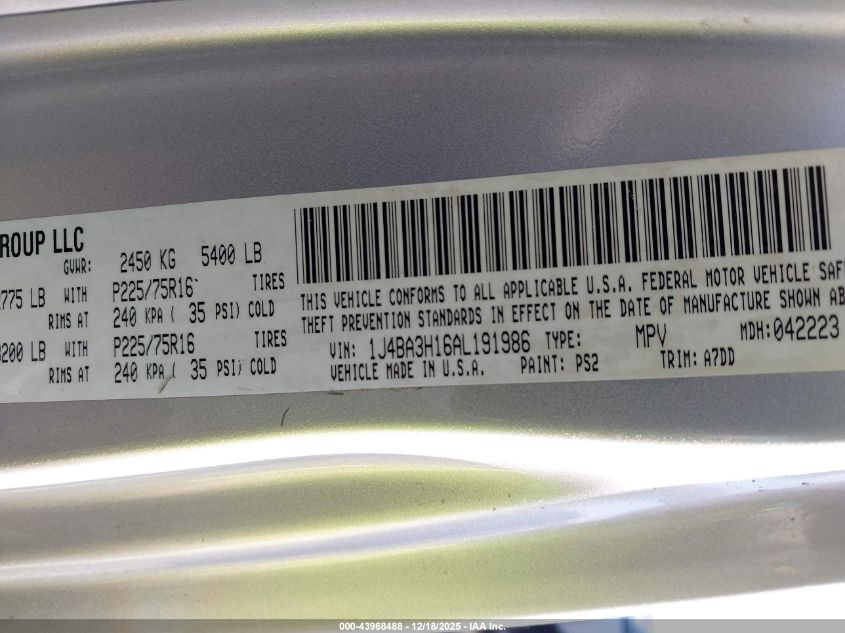 GROUP LLC
GVWR: 2450 KG 5400 LB
775 LB WITH P225/75R16 TIRES
RIMS AT 240 KPA ( 35 PSI) COLD
200 LB WITH P225/75R16 TIRES
RIMS AT 240 KPA ( 35 PSI) COLD
THIS VEHICLE CONFORMS TO ALL APPLICABLE U.S.A. FEDERAL MOTOR VEHICLE SAF
THEFT PREVENTION STANDARDS IN EFFECT ON THE DATE OF MANUFACTURE SHOWN AB
VIN: 1J4BA3H16AL191986 TYPE: MPV MDH: 042223
VEHICLE MADE IN U.S.A. PAINT: PS2 TRIM: A7DD
000-43968488 - 12/18/2025 - IAA Inc.